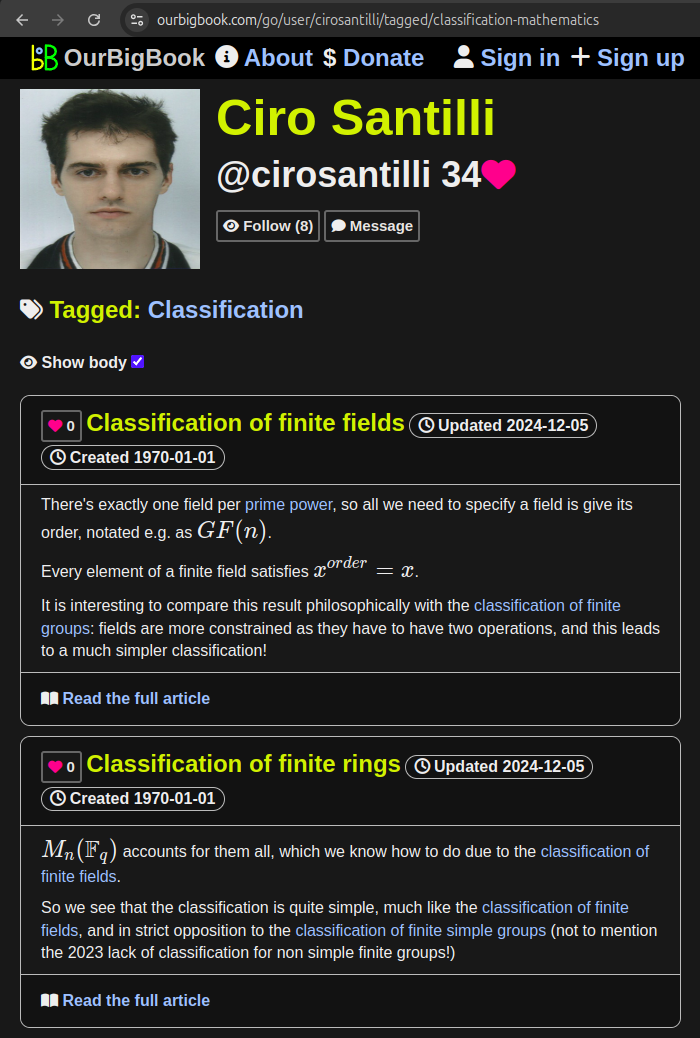 ourbigbook.com/go/user/cirosantilli/tagged/classification-mathematics
OurBigBook About $ Donate Sign in + Sign up
Ciro Santilli
@cirosantilli 34
Follow (8) Message
Tagged: Classification
Show body
0 Classification of finite fields Updated 2024-12-05
Created 1970-01-01
There's exactly one field per prime power, so all we need to specify a field is give its
order, notated e.g. as GF(n).
Every element of a finite field satisfies x^{order} = x.
It is interesting to compare this result philosophically with the classification of finite
groups: fields are more constrained as they have to have two operations, and this leads
to a much simpler classification!
Read the full article
0 Classification of finite rings Updated 2024-12-05
Created 1970-01-01
M_n(𝔽_q) accounts for them all, which we know how to do due to the classification of
finite fields.
So we see that the classification is quite simple, much like the classification of finite
fields, and in strict opposition to the classification of finite simple groups (not to mention
the 2023 lack of classification for non simple finite groups!)
Read the full article